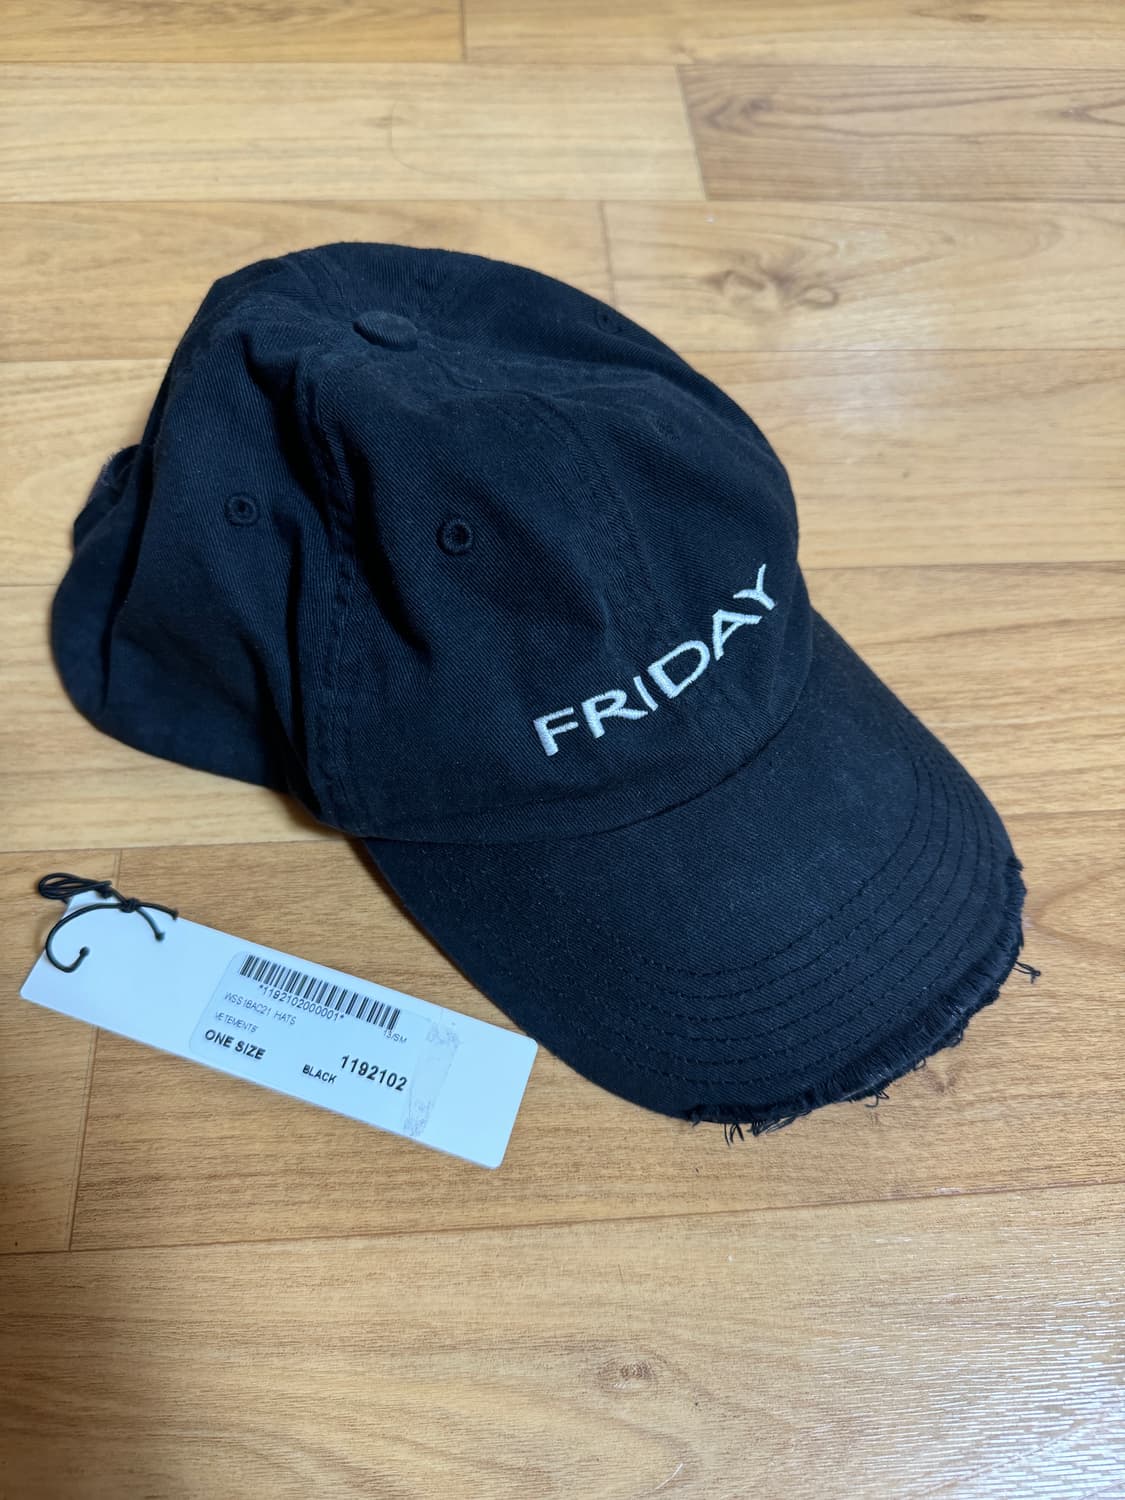 FRIDAY
*1192102000001*
WSS18AC21 HATS
13/SM
VETEMENTS
ONE SIZE
1192102
BLACK